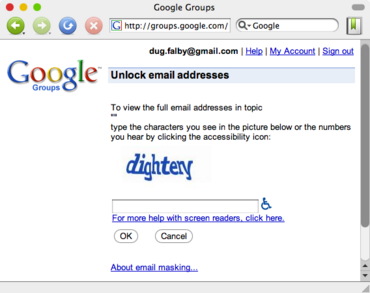 Google Groups
http://groups.google.com/
Google
dug.falby@gmail.com | Help | My Account | Sign out
Google
Groups
Unlock email addresses
To view the full email addresses in topic
""
type the characters you see in the picture below or the numbers
you hear by clicking the accessibility icon:
dighteny
For more help with screen readers, click here.
OK
Cancel
About email masking...